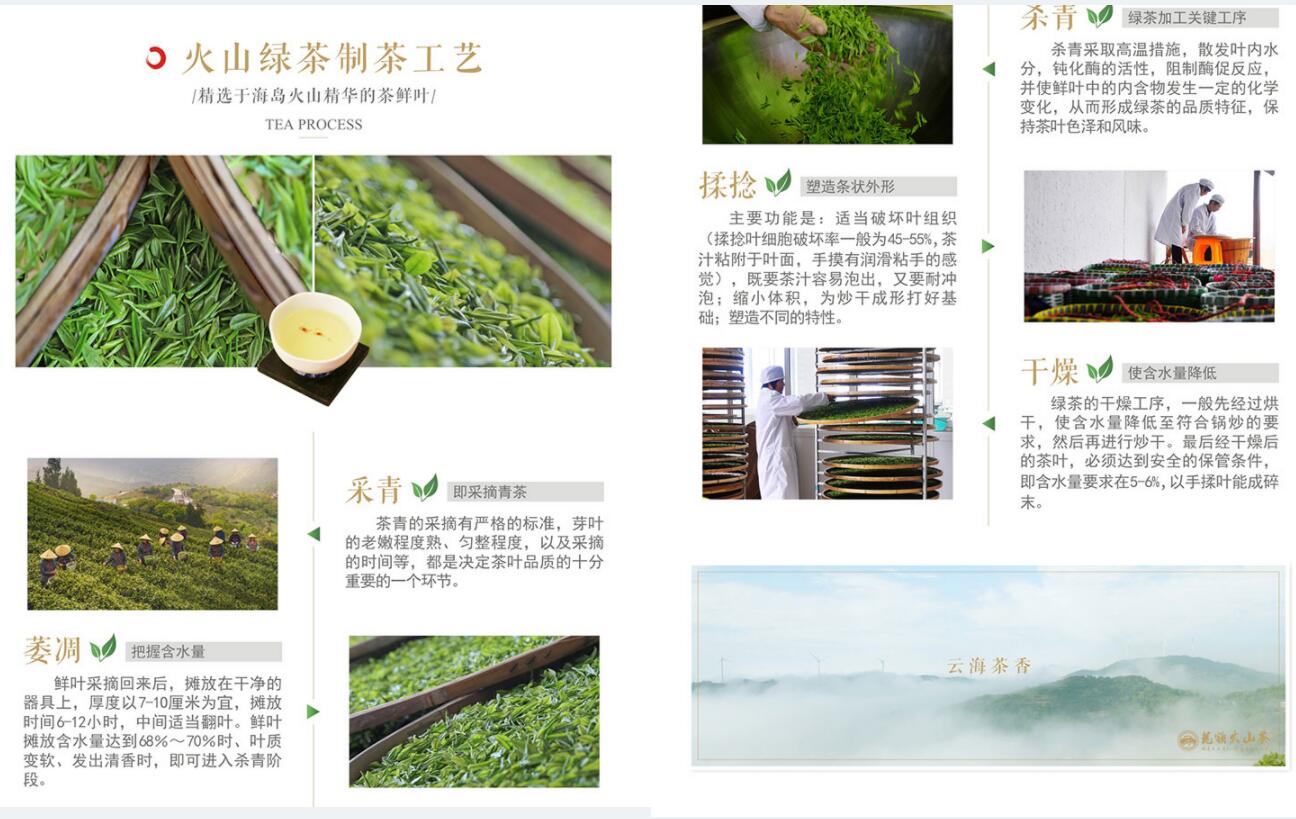 火山绿茶制茶工艺
/精选于海岛火山精华的茶鲜叶/
TEA PROCESS
采青
即采摘青茶
茶青的采摘有严格的标准，芽叶
的老嫩程度熟、匀整程度，以及采摘
的时间等，都是决定茶叶品质的十分
重要的一个环节。
萎凋
把握含水量
鲜叶采摘回来后，摊放在干净的
器具上，厚度以7-10厘米为宜，摊放
时间6-12小时，中间适当翻叶。鲜叶
摊放含水量达到68%～70%时、叶质
变软、发出清香时，即可进入杀青阶
段。
杀青
绿茶加工关键工序
杀青采取高温措施，散发叶内水
分，钝化酶的活性，阻制酶促反应，
并使鲜叶中的内含物发生一定的化学
变化，从而形成绿茶的品质特征，保
持茶叶色泽和风味。
揉捻
塑造条状外形
主要功能是：适当破坏叶组织
（揉捻叶细胞破坏率一般为45-55%,茶
汁粘附于叶面，手摸有润滑粘手的感
觉），既要茶汁容易泡出，又要耐冲
泡；缩小体积，为炒干成形打好基
础；塑造不同的特性。
干燥
使含水量降低
绿茶的干燥工序，一般先经过烘
干，使含水量降低至符合锅炒的要
求，然后再进行炒干。最后经干燥后
的茶叶，必须达到安全的保管条件，
即含水量要求在5-6%,以手揉叶能成碎
末。
云海茶香